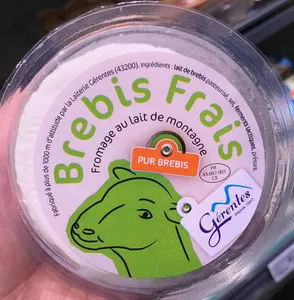 Fabriqué à plus de 1000 m d'altitude par la Laiterie Gérentes (43200). Ingrédients : lait de brebis pasteurisé, sel, ferments lactiques, présure.
Brebis Frais
Fromage au lait de montagne
PUR BREBIS
FR
43.087.001
CE
Gérentes